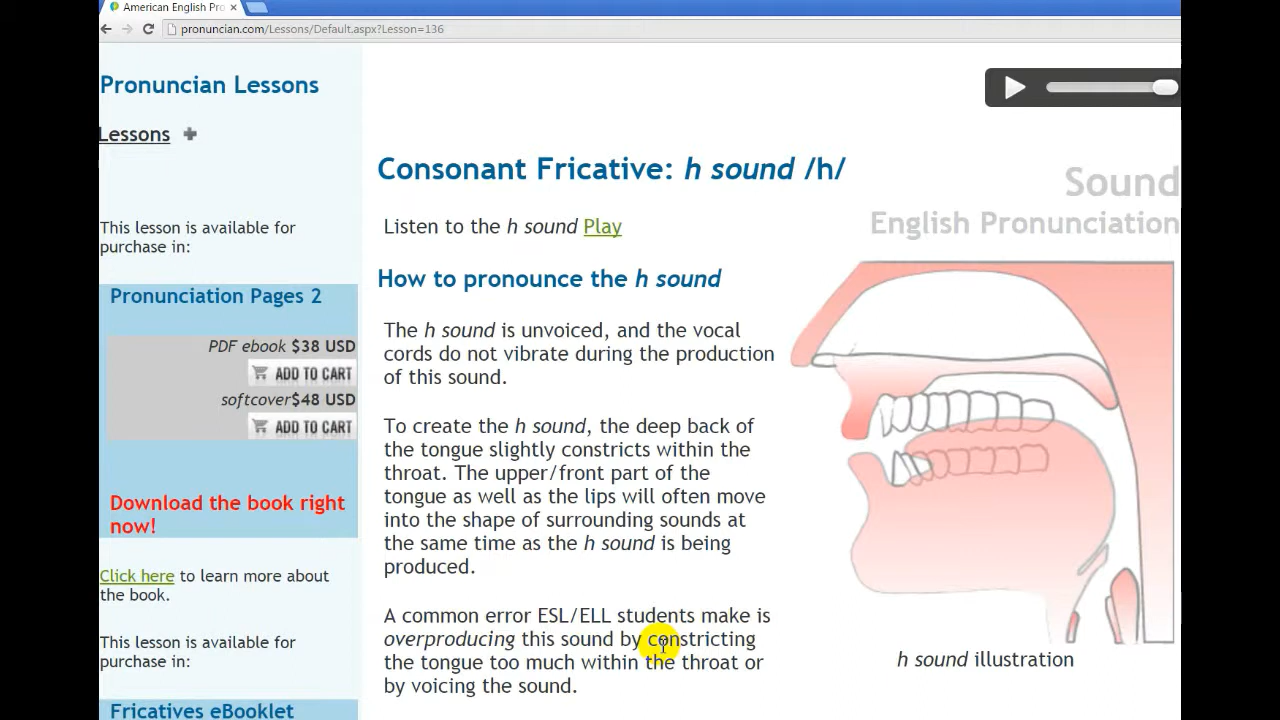 American English Pro
pronuncian.com/Lessons/Default.aspx?Lesson=136
Pronuncian Lessons
Lessons
This lesson is available for
purchase in:
Pronunciation Pages 2
PDF ebook $38 USD
ADD TO CART
softcover$48 USD
ADD TO CART
Download the book right
now!
Click here to learn more about
the book.
This lesson is available for
purchase in:
Fricatives eBooklet
Consonant Fricative: h sound /h/
Listen to the h sound Play
How to pronounce the h sound
The h sound is unvoiced, and the vocal
cords do not vibrate during the production
of this sound.
To create the h sound, the deep back of
the tongue slightly constricts within the
throat. The upper/front part of the
tongue as well as the lips will often move
into the shape of surrounding sounds at
the same time as the h sound is being
produced.
A common error ESL/ELL students make is
overproducing this sound by constricting
the tongue too much within the throat or
by voicing the sound.
Sound
English Pronunciation
h sound illustration